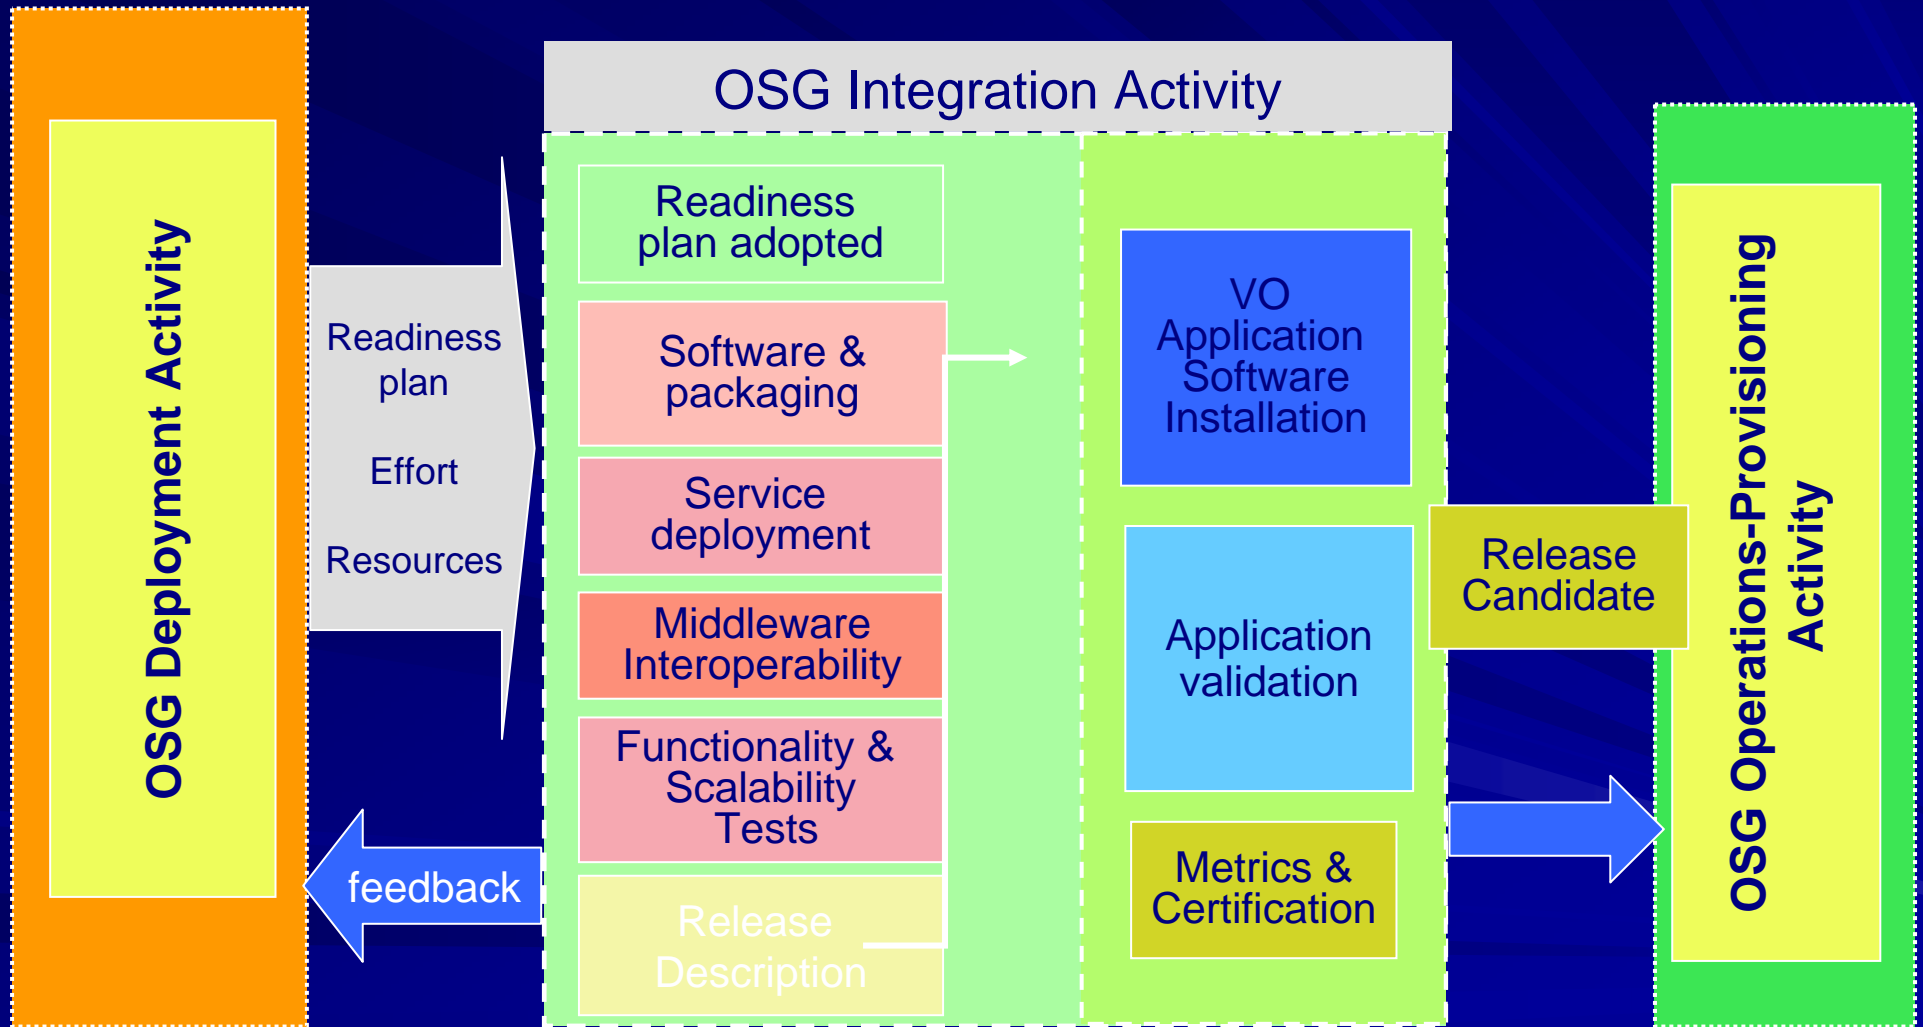 OSG Deployment Activity
Readiness
plan
Effort
Resources
feedback
OSG Integration Activity
Readiness
plan adopted
Software &
packaging
Service
deployment
Middleware
Interoperability
Functionality &
Scalability
Tests
Release
Description
VO
Application
Software
Installation
Application
validation
Metrics &
Certification
Release
Candidate
OSG Operations-Provisioning
Activity